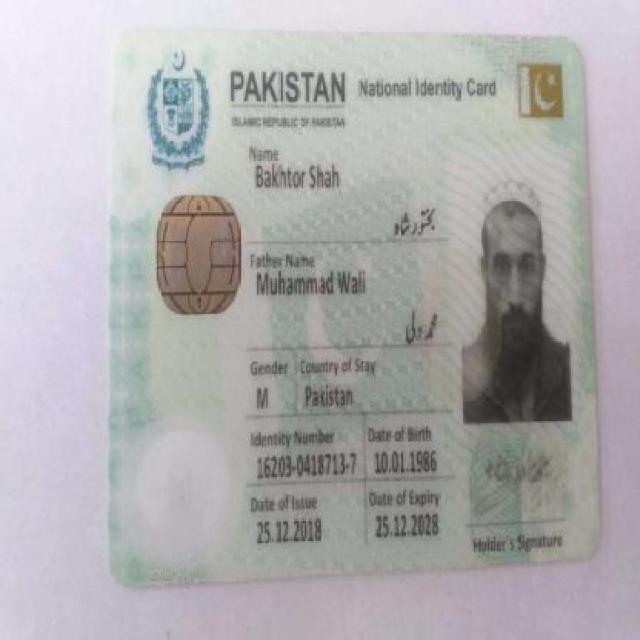 PAKISTAN National Identity Card
ISLAMIC REPUBLIC OF PAKISTAN
Name
Bakhtor Shah
بختور شاہ
Father Name
Muhammad Wali
محمد ولی
Gender Country of Stay
M Pakistan
Identity Number Date of Birth
16203-0418713-7 10.01.1986
Date of Issue Date of Expiry
25.12.2018 25.12.2028
Holder's Signature